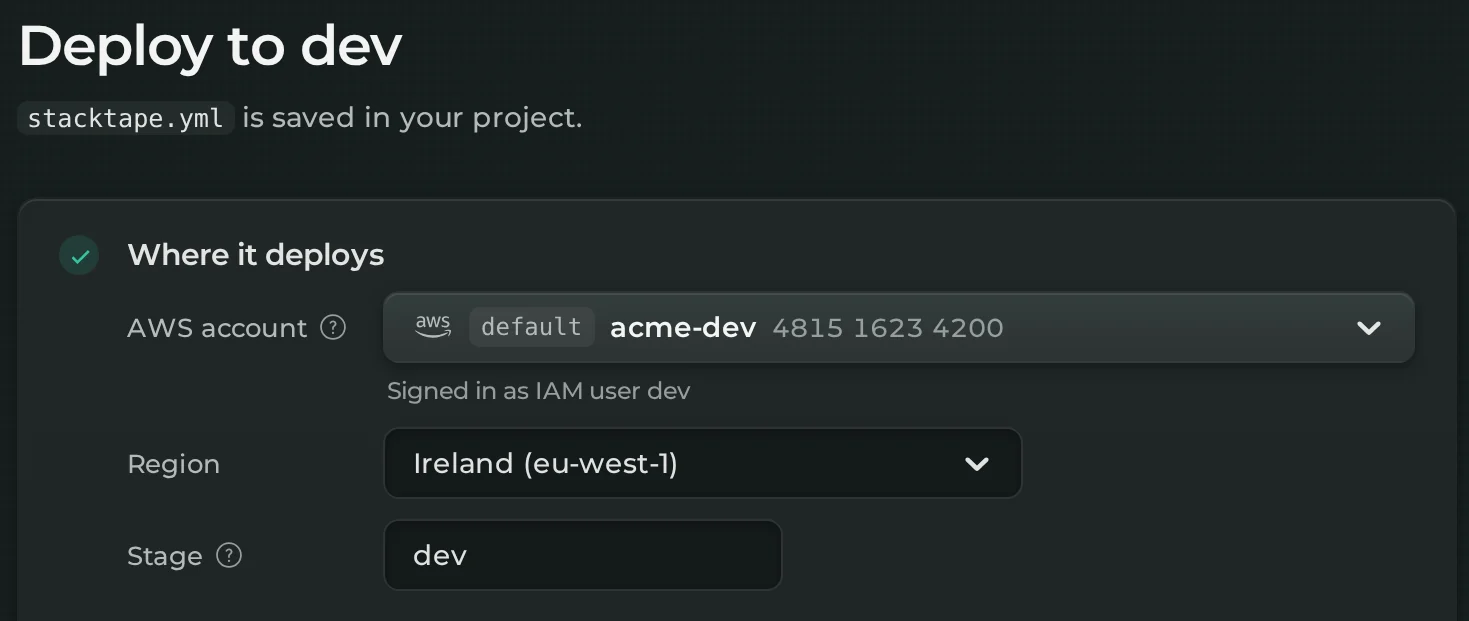 Deploy to dev
stacktape.yml is saved in your project.
Where it deploys
AWS account ? aws default acme-dev 4815 1623 4200
Signed in as IAM user dev
Region Ireland (eu-west-1)
Stage ? dev